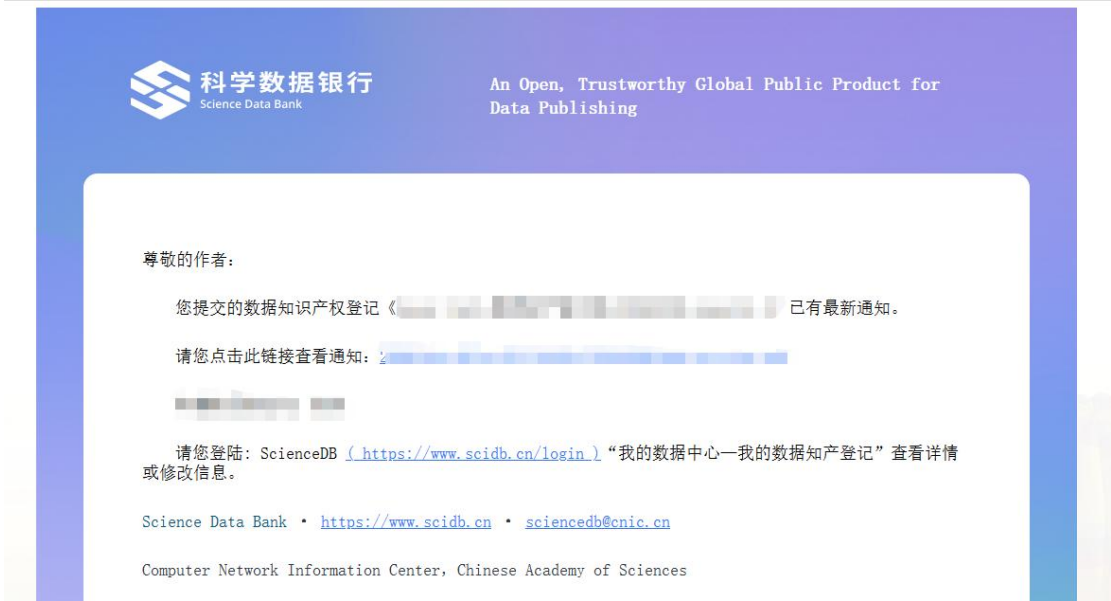 科学数据银行
Science Data Bank
An Open, Trustworthy Global Public Product for
Data Publishing
尊敬的作者：
您提交的数据知识产权登记《 已有最新通知。
请您点击此链接查看通知：
请您登陆: ScienceDB ( https://www.scidb.cn/login )“我的数据中心—我的数据知产登记”查看详情
或修改信息。
Science Data Bank • https://www.scidb.cn • sciencedb@cnic.cn
Computer Network Information Center, Chinese Academy of Sciences